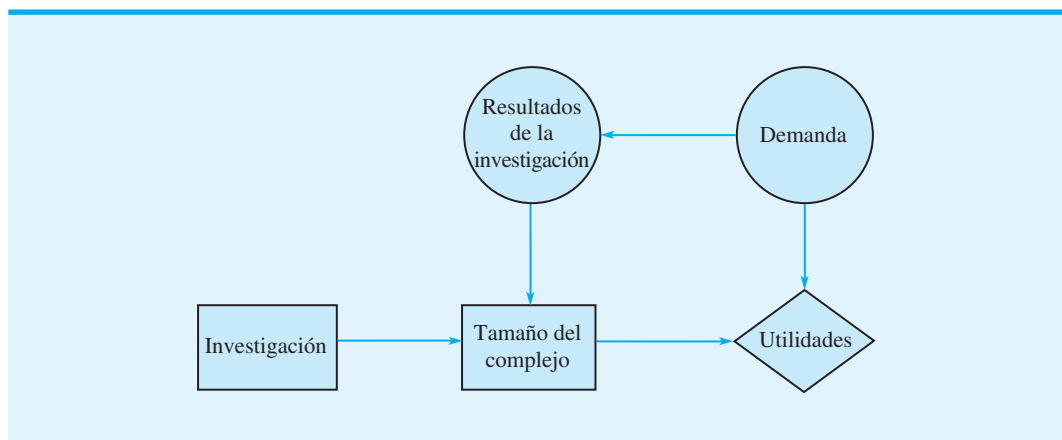 Resultados
de la
investigación
Demanda
Investigación
Tamaño del
complejo
Utilidades